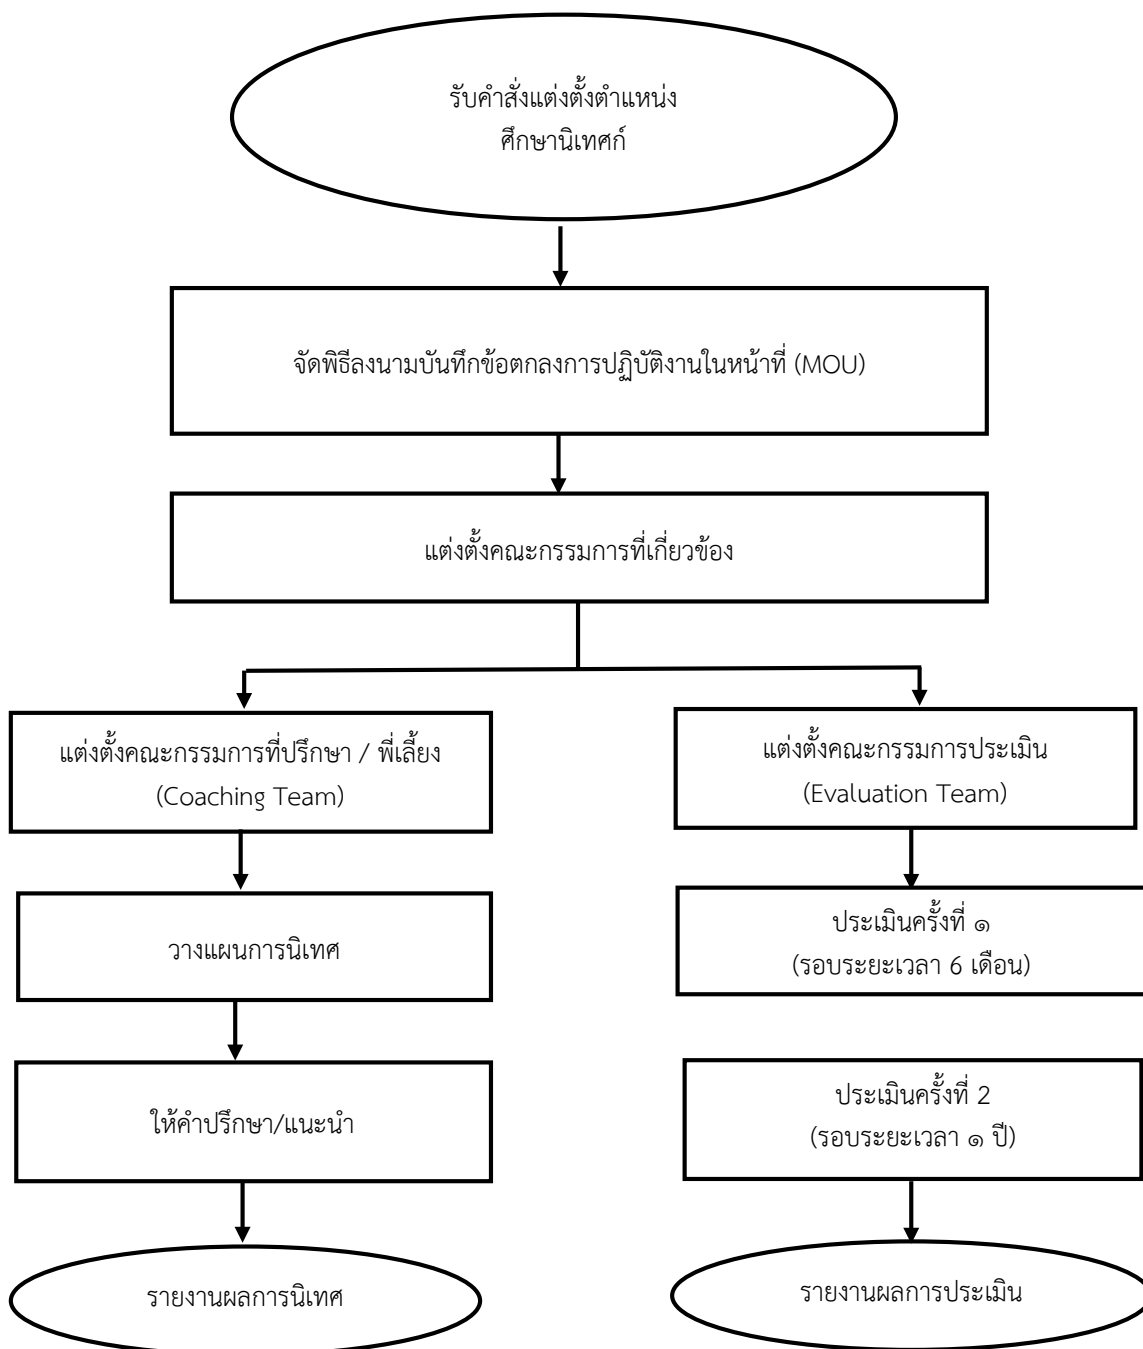 รับคำสั่งแต่งตั้งตำแหน่ง
ศึกษานิเทศก์
จัดพิธีลงนามบันทึกข้อตกลงการปฏิบัติงานในหน้าที่ (MOU)
แต่งตั้งคณะกรรมการที่เกี่ยวข้อง
แต่งตั้งคณะกรรมการที่ปรึกษา / พี่เลี้ยง
(Coaching Team)
วางแผนการนิเทศ
ให้คำปรึกษา/แนะนำ
รายงานผลการนิเทศ
แต่งตั้งคณะกรรมการประเมิน
(Evaluation Team)
ประเมินครั้งที่ ๑
(รอบระยะเวลา 6 เดือน)
ประเมินครั้งที่ 2
(รอบระยะเวลา ๑ ปี)
รายงานผลการประเมิน